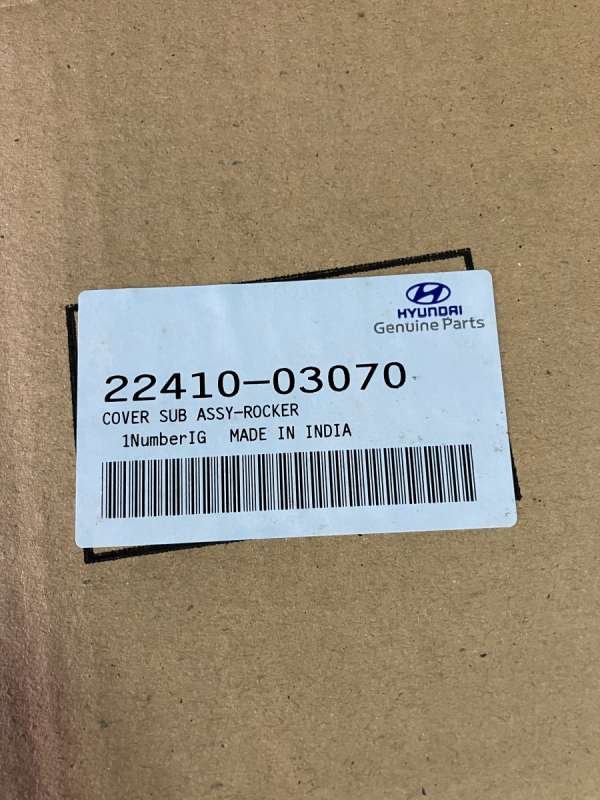 HYUNDAI
Genuine Parts
22410-03070
COVER SUB ASSY-ROCKER
1NumberIG MADE IN INDIA